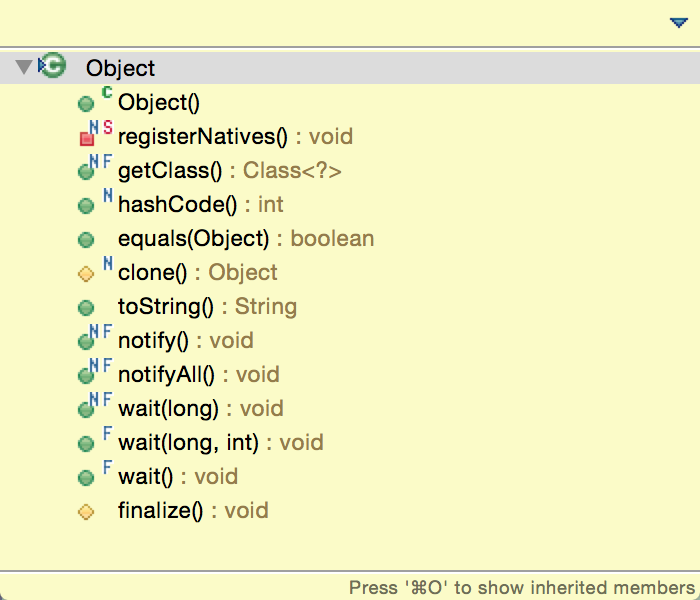 Object
C Object()
N S registerNatives() : void
N F getClass() : Class<?>
N hashCode() : int
equals(Object) : boolean
N clone() : Object
toString() : String
N F notify() : void
N F notifyAll() : void
N F wait(long) : void
F wait(long, int) : void
F wait() : void
finalize() : void
Press '⌘O' to show inherited members